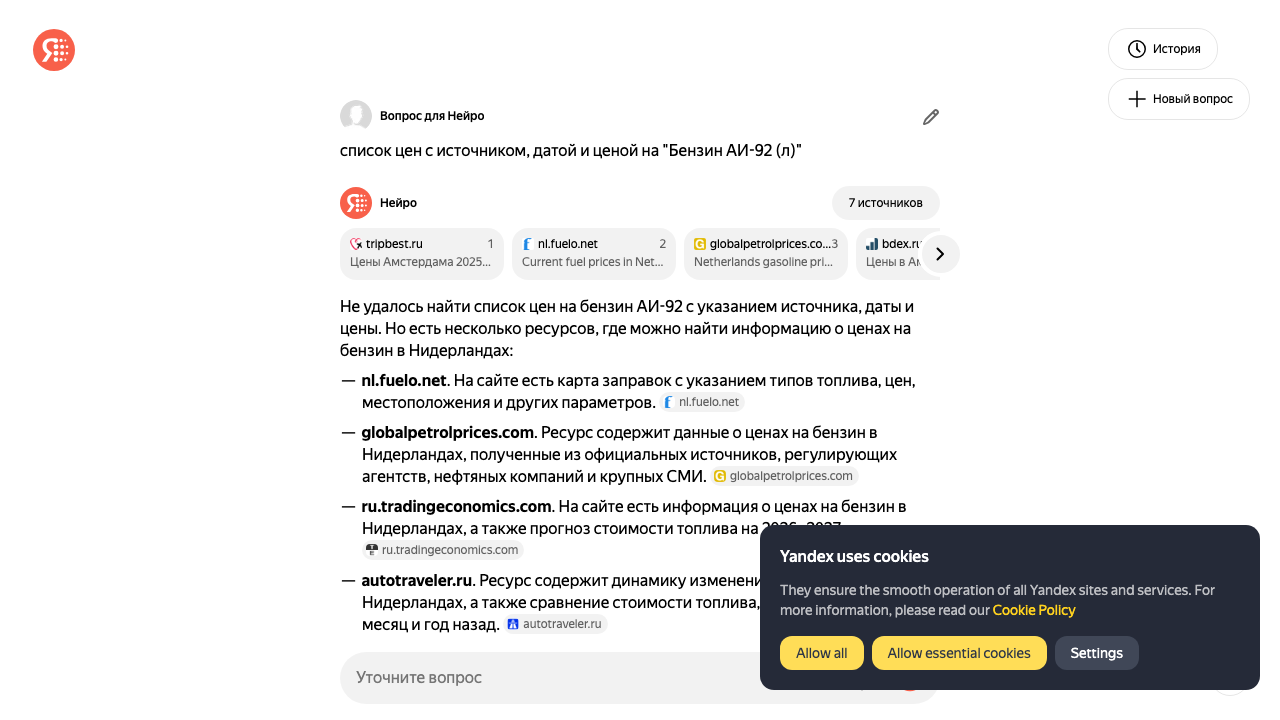 История
Новый вопрос
Вопрос для Нейро
список цен с источником, датой и ценой на "Бензин АИ-92 (л)"
Нейро
7 источников
tripbest.ru 1
Цены Амстердама 2025...
nl.fuelo.net 2
Current fuel prices in Net...
globalpetrolprices.co...3
Netherlands gasoline pri...
Цены в
Не удалось найти список цен на бензин АИ-92 с указанием источника, даты и
цены. Но есть несколько ресурсов, где можно найти информацию о ценах на
бензин в Нидерландах:
— nl.fuelo.net. На сайте есть карта заправок с указанием типов топлива, цен,
местоположения и других параметров. nl.fuelo.net
— globalpetrolprices.com. Ресурс содержит данные о ценах на бензин в
Нидерландах, полученные из официальных источников, регулирующих
агентств, нефтяных компаний и крупных СМИ. globalpetrolprices.com
— ru.tradingeconomics.com. На сайте есть информация о ценах на бензин в
Нидерландах, а также прогноз стоимости топлива на
ru.tradingeconomics.com
— autotraveler.ru. Ресурс содержит динамику
Нидерландах, а также сравнение стоимости топлива,
месяц и год назад. autotraveler.ru
Уточните вопрос
Yandex uses cookies
They ensure the smooth operation of all Yandex sites and services. For
more information, please read our Cookie Policy
Allow all
Allow essential cookies
Settings